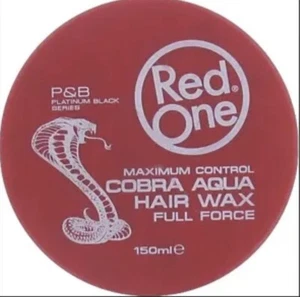 P&B
PLATINUM BLACK
SERIES
Red®
One
MAXIMUM CONTROL
COBRA AQUA
HAIR WAX
FULL FORCE
150ml e